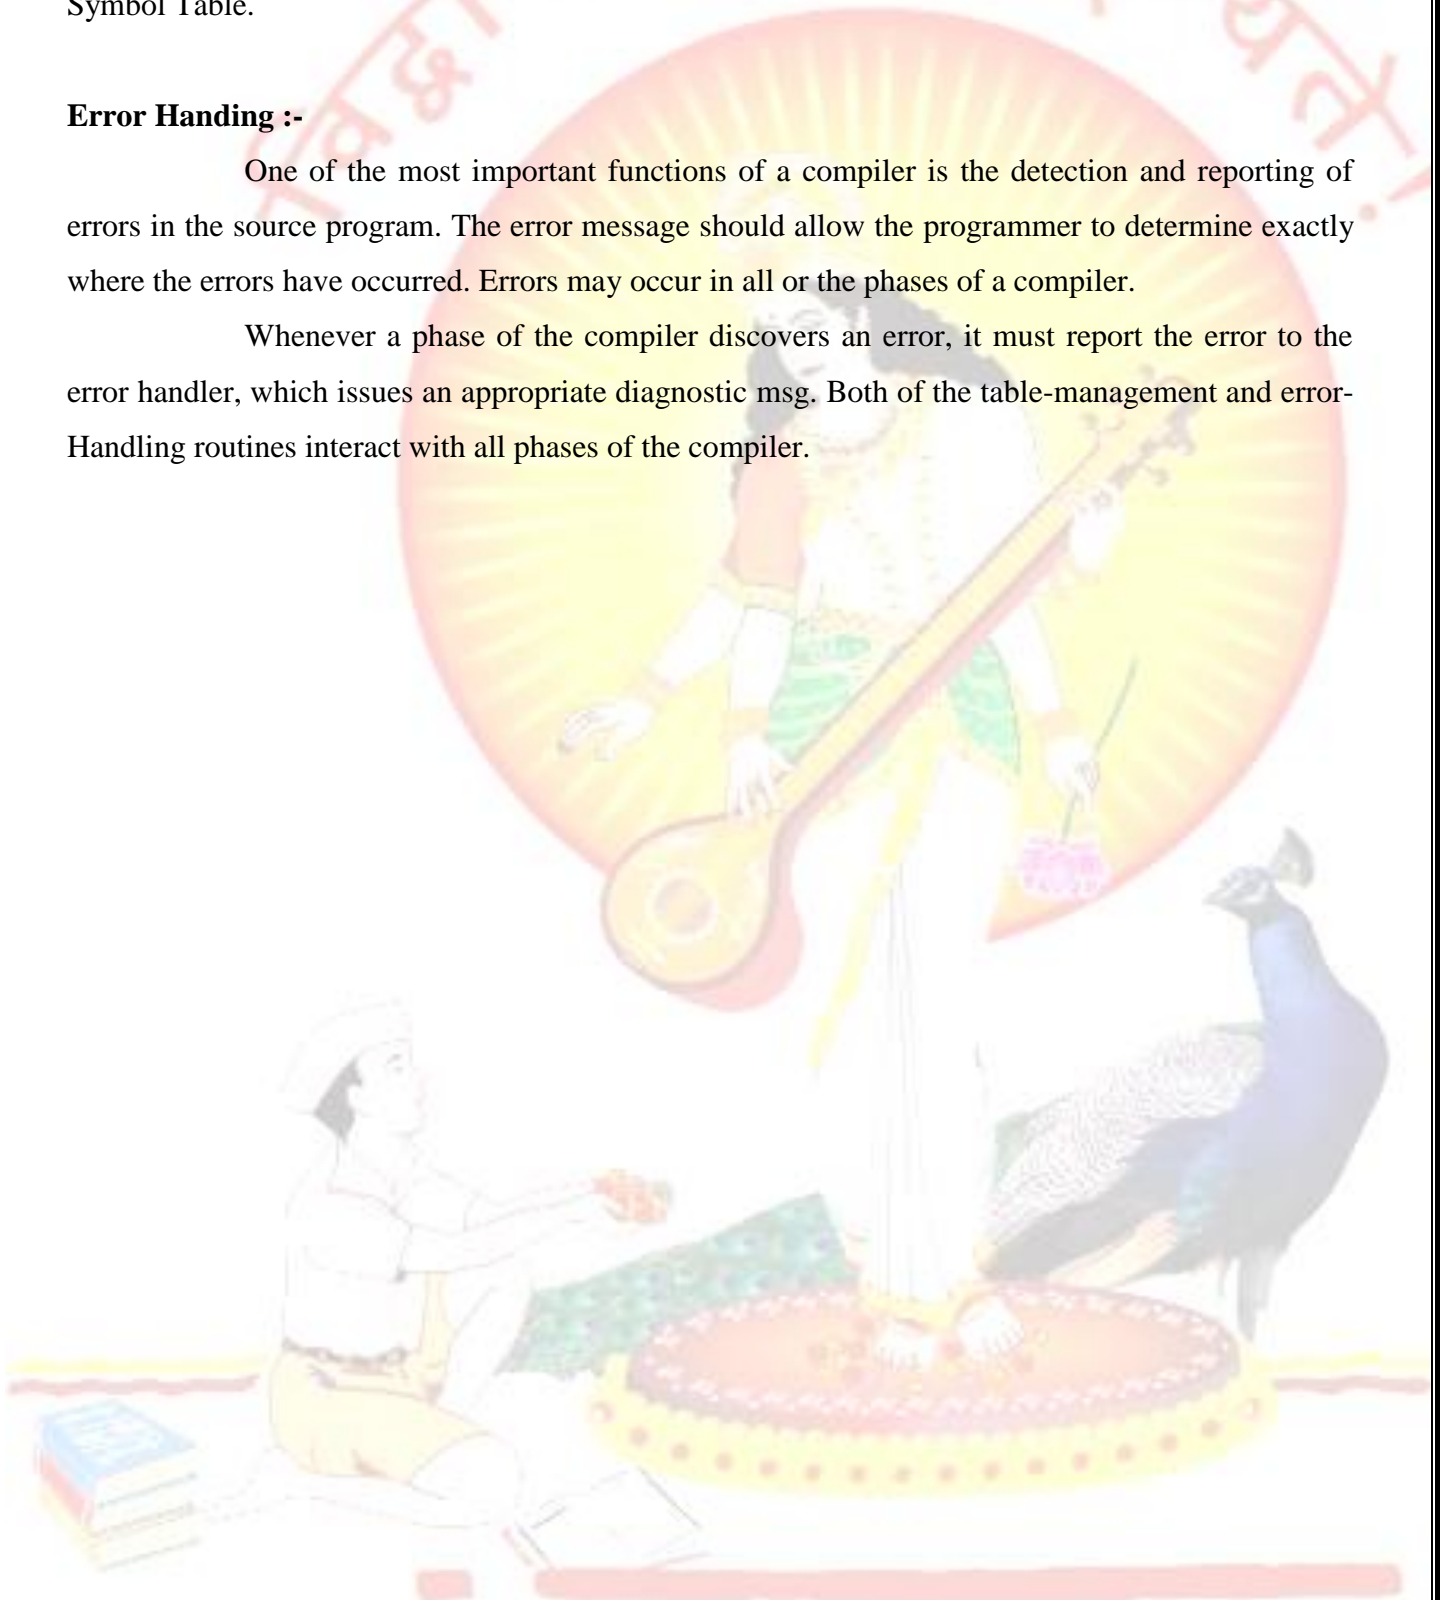 Symbol Table.
Error Handing :-
One of the most important functions of a compiler is the detection and reporting of
errors in the source program. The error message should allow the programmer to determine exactly
where the errors have occurred. Errors may occur in all or the phases of a compiler.
Whenever a phase of the compiler discovers an error, it must report the error to the
error handler, which issues an appropriate diagnostic msg. Both of the table-management and error-
Handling routines interact with all phases of the compiler.